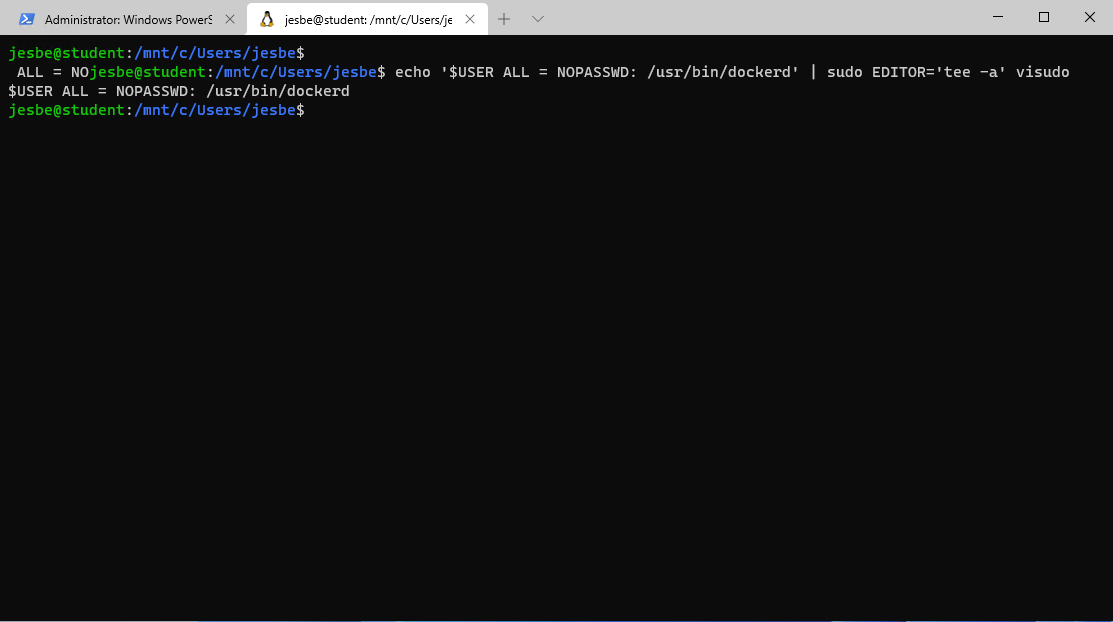 Administrator: Windows PowerS
jesbe@student: /mnt/c/Users/je
jesbe@student:/mnt/c/Users/jesbe$
ALL = NOjesbe@student:/mnt/c/Users/jesbe$ echo '$USER ALL = NOPASSWD: /usr/bin/dockerd' | sudo EDITOR='tee -a' visudo
$USER ALL = NOPASSWD: /usr/bin/dockerd
jesbe@student:/mnt/c/Users/jesbe$